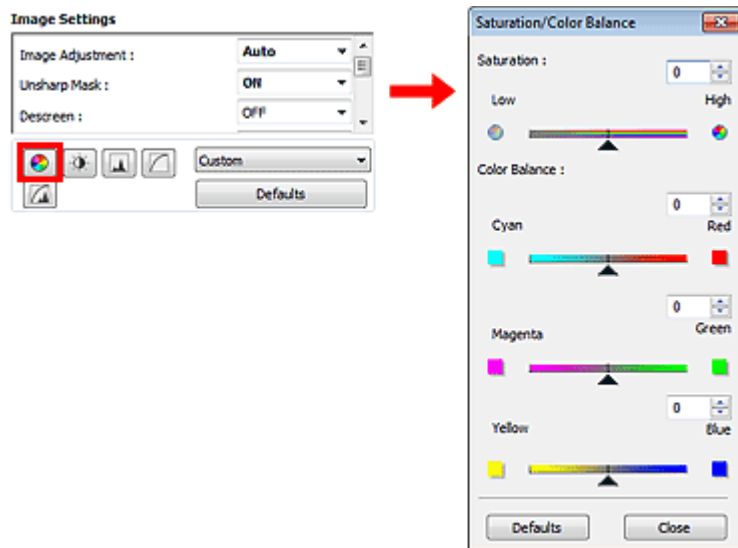 Image Settings
Image Adjustment : Auto
Unsharp Mask : ON
Descreen : OFF
Custom
Defaults
Saturation/Color Balance
Saturation :
0
Low High
Color Balance :
0
Cyan Red
0
Magenta Green
0
Yellow Blue
Defaults Close